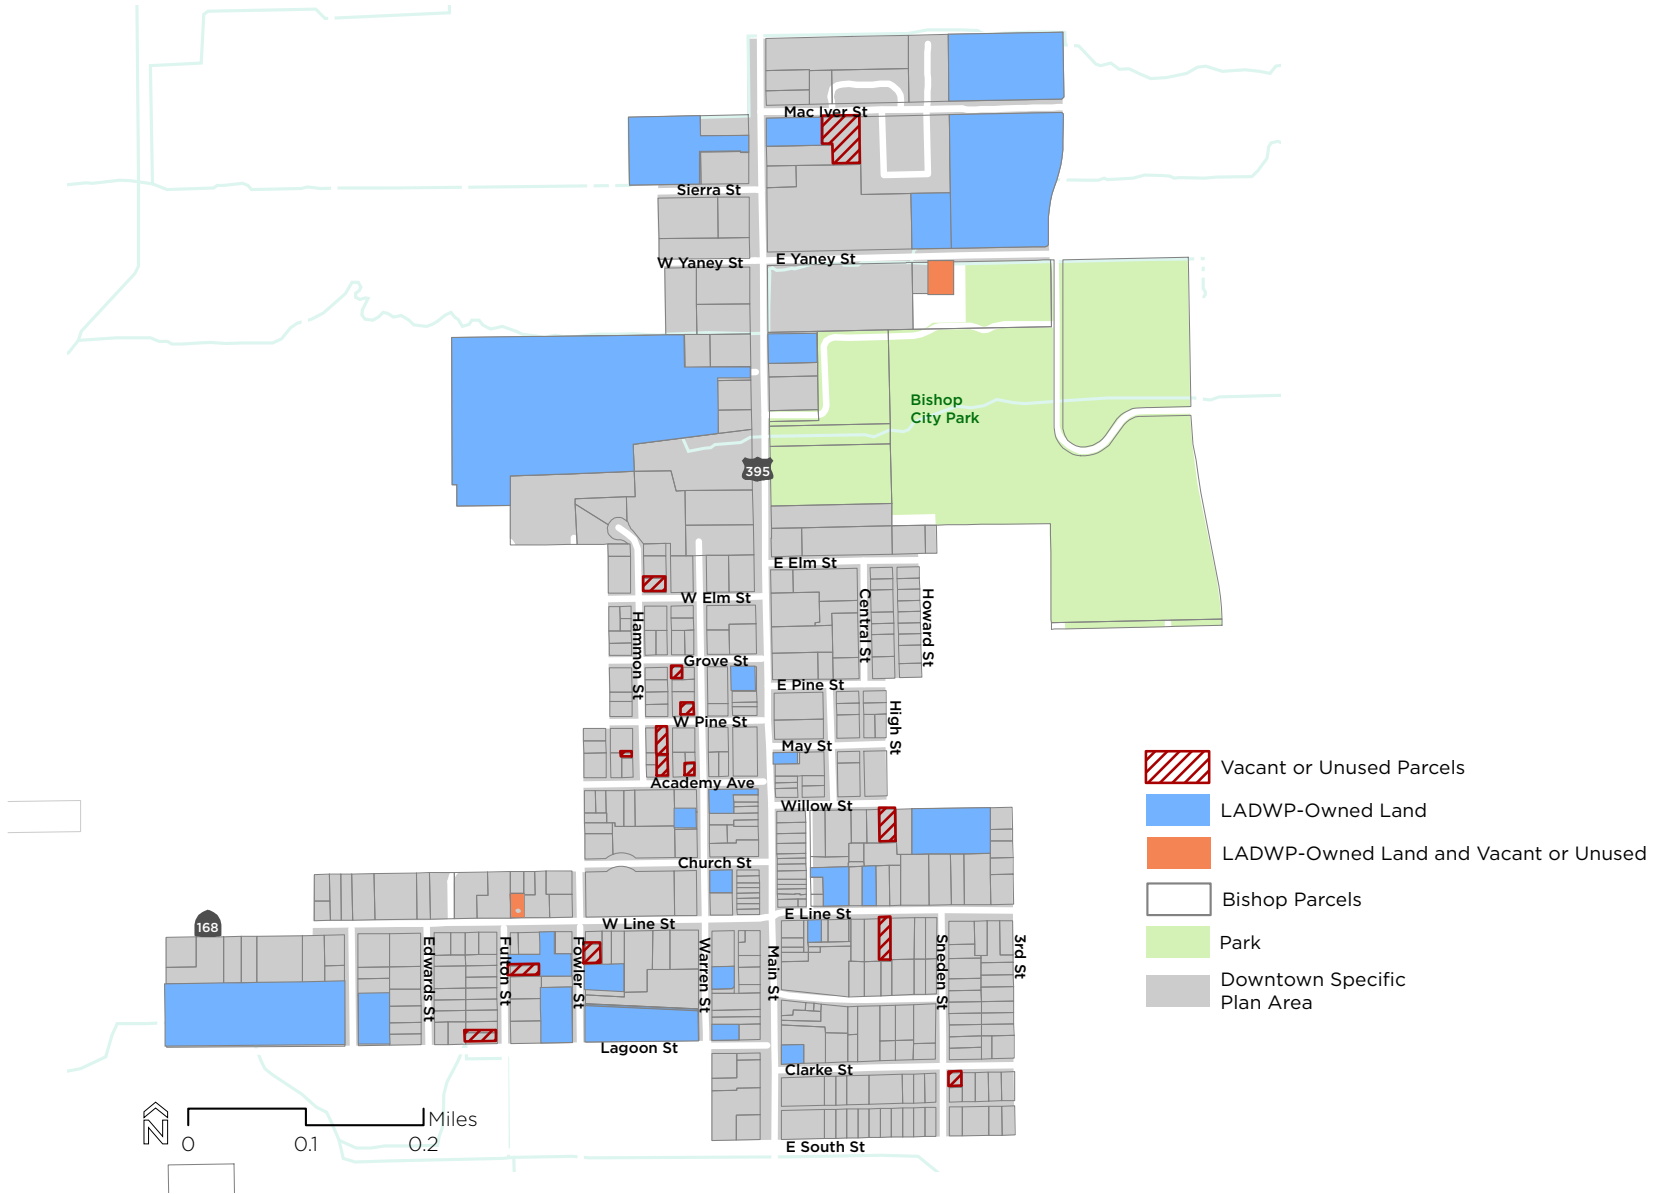 Mac Iver St
Sierra St
W Yaney St
E Yaney St
Bishop
City Park
395
E Elm St
W Elm St
Central St
Howard St
Hammon St
Grove St
E Pine St
W Pine St
High St
May St
Academy Ave
Willow St
Church St
E Line St
W Line St
168
Edwards St
Fulton St
Fowler St
Warren St
Main St
Sneden St
3rd St
Lagoon St
Clarke St
E South St
Vacant or Unused Parcels
LADWP-Owned Land
LADWP-Owned Land and Vacant or Unused
Bishop Parcels
Park
Downtown Specific
Plan Area
N
Miles
0
0.1
0.2